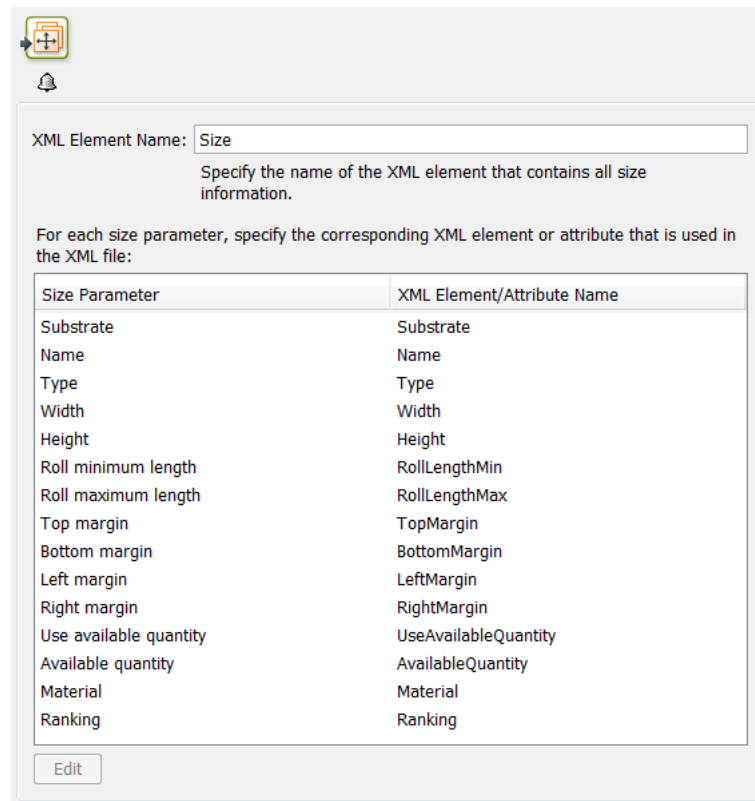 XML Element Name: Size
Specify the name of the XML element that contains all size
information.
For each size parameter, specify the corresponding XML element or attribute that is used in
the XML file:
Size Parameter XML Element/Attribute Name
Substrate Substrate
Name Name
Type Type
Width Width
Height Height
Roll minimum length RollLengthMin
Roll maximum length RollLengthMax
Top margin TopMargin
Bottom margin BottomMargin
Left margin LeftMargin
Right margin RightMargin
Use available quantity UseAvailableQuantity
Available quantity AvailableQuantity
Material Material
Ranking Ranking
Edit